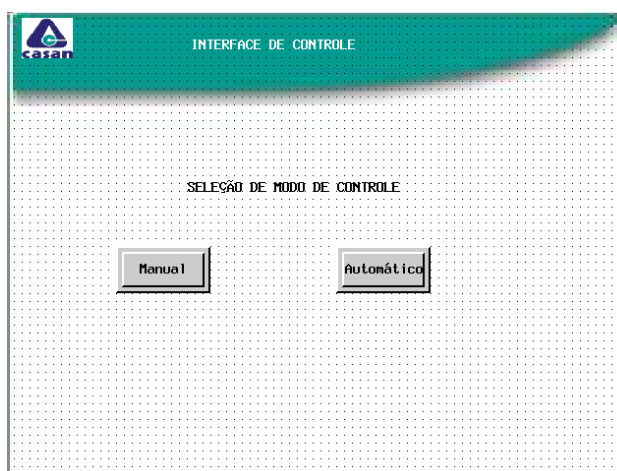 casan
INTERFACE DE CONTROLE
SELEÇÃO DE MODO DE CONTROLE
Manual
Automático